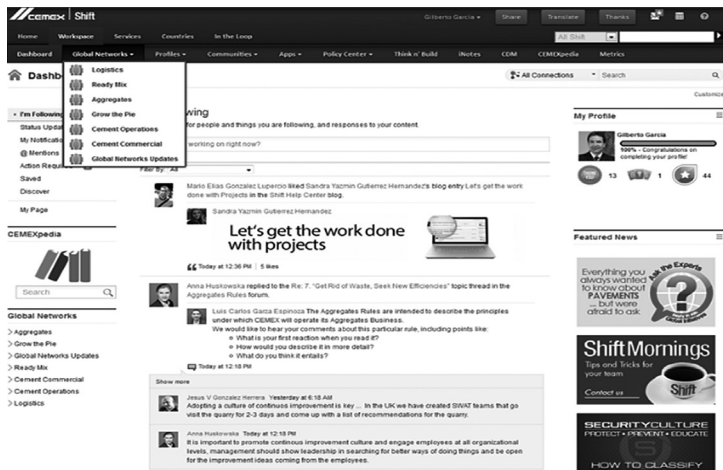 CEMEX | Shift
Gilberto Garcia
Share
Translate
Thanks
Home
Workspace
Services
Countries
In the Loop
All Shift
Dashboard
Global Networks
Profiles
Communities
Apps
Policy Center
Think n' Build
iNotes
CDM
CEMEXpedia
Metrics
Logistics
Ready Mix
Aggregates
Grow the Pie
Cement Operations
Cement Commercial
Global Networks Updates
Dashb
All Connections
Search
Customize
I'm Following
Status Updat
My Notificatio
@ Mentions
Action Requi
Saved
Discover
My Page
CEMEXpedia
Search
Global Networks
> Aggregates
> Grow the Pie
> Global Networks Updates
> Ready Mix
> Cement Commercial
> Cement Operations
> Logistics
wing
for people and things you are following, and responses to your content.
working on right now?
Filter By: All
Mario Elias Gonzalez Lupercio liked Sandra Yazmin Gutierrez Hernandez's blog entry Let's get the work
done with Projects in the Shift Help Center blog.
Sandra Yazmin Gutierrez Hernandez
Let's get the work done
with projects
Today at 12:36 PM | 5 likes
Anna Huskowska replied to the Re: 7. "Get Rid of Waste, Seek New Efficiencies" topic thread in the
Aggregates Rules forum.
Luis Carlos Garza Espinoza The Aggregates Rules are intended to describe the principles
under which CEMEX will operate its Aggregates Business.
We would like to hear your comments about this particular rule, including points like:
What is your first reaction when you read it?
How would you describe it in more detail?
What do you think it entails?
Today at 12:18 PM
Show more
Jesus V Gonzalez Herrera Yesterday at 6:18 AM
Adopting a culture of continuos improvement is key ... In the UK we have created SWAT teams that go
visit the quarry for 2-3 days and come up with a list of recommendations for the quarry.
Anna Huskowska Today at 12:18 PM
It is important to promote continuous improvement culture and engage employees at all organizational
levels, management should show leadership in searching for better ways of doing things and be open
for the improvement ideas coming from the employees.
My Profile
Gilberto Garcia
100% - Congratulations on
completing your profile!
13
1
44
Featured News
Everything you
always wanted
to know about
PAVEMENTS
... but were
afraid to ask
Ask the Experts
ShiftMornings
Tips and Tricks for
your team
Contact us
Shift
SECURITYCULTURE
PROTECT • PREVENT • EDUCATE
HOW TO CLASSIFY